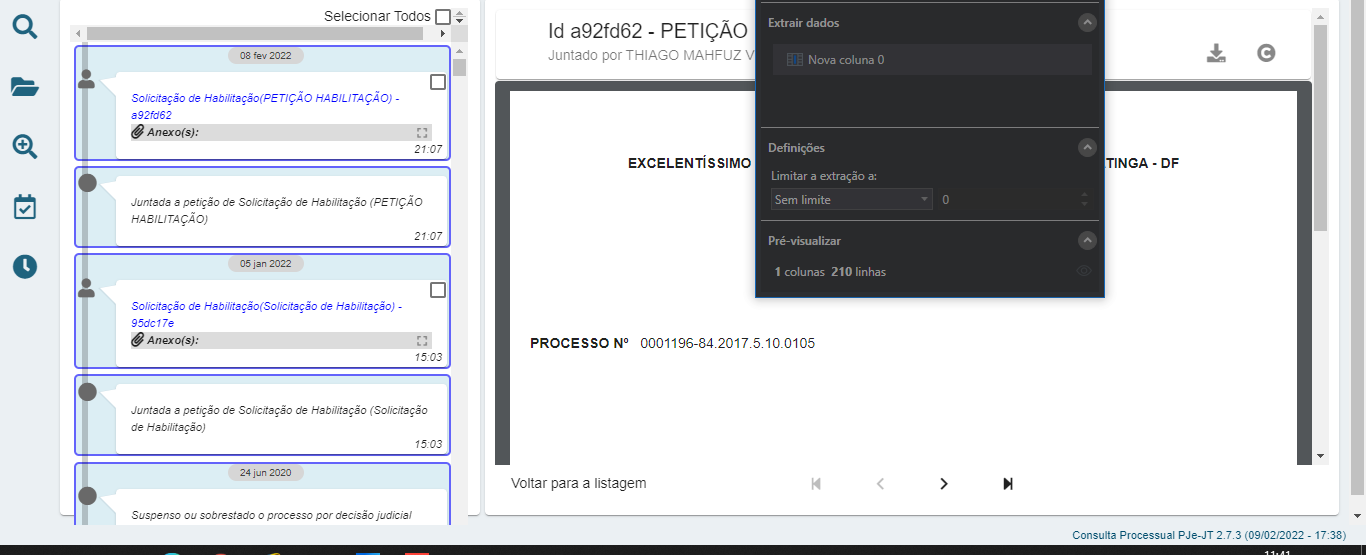 Selecionar Todos
08 fev 2022
Solicitação de Habilitação(PETIÇÃO HABILITAÇÃO) -
a92fd62
Anexo(s):
21:07
Juntada a petição de Solicitação de Habilitação (PETIÇÃO
HABILITAÇÃO)
21:07
05 jan 2022
Solicitação de Habilitação(Solicitação de Habilitação) -
95dc17e
Anexo(s):
15:03
Juntada a petição de Solicitação de Habilitação (Solicitação
de Habilitação)
15:03
24 jun 2020
Suspenso ou sobrestado o processo por decisão judicial
Id a92fd62 - PETIÇÃO
Juntado por THIAGO MAHFUZ V
EXCELENTÍSSIMO
TINGA - DF
PROCESSO Nº 0001196-84.2017.5.10.0105
Voltar para a listagem
Extrair dados
Nova coluna 0
Definições
Limitar a extração a:
Sem limite 0
Pré-visualizar
1 colunas 210 linhas
Consulta Processual PJe-JT 2.7.3 (09/02/2022 - 17:38)
11:41